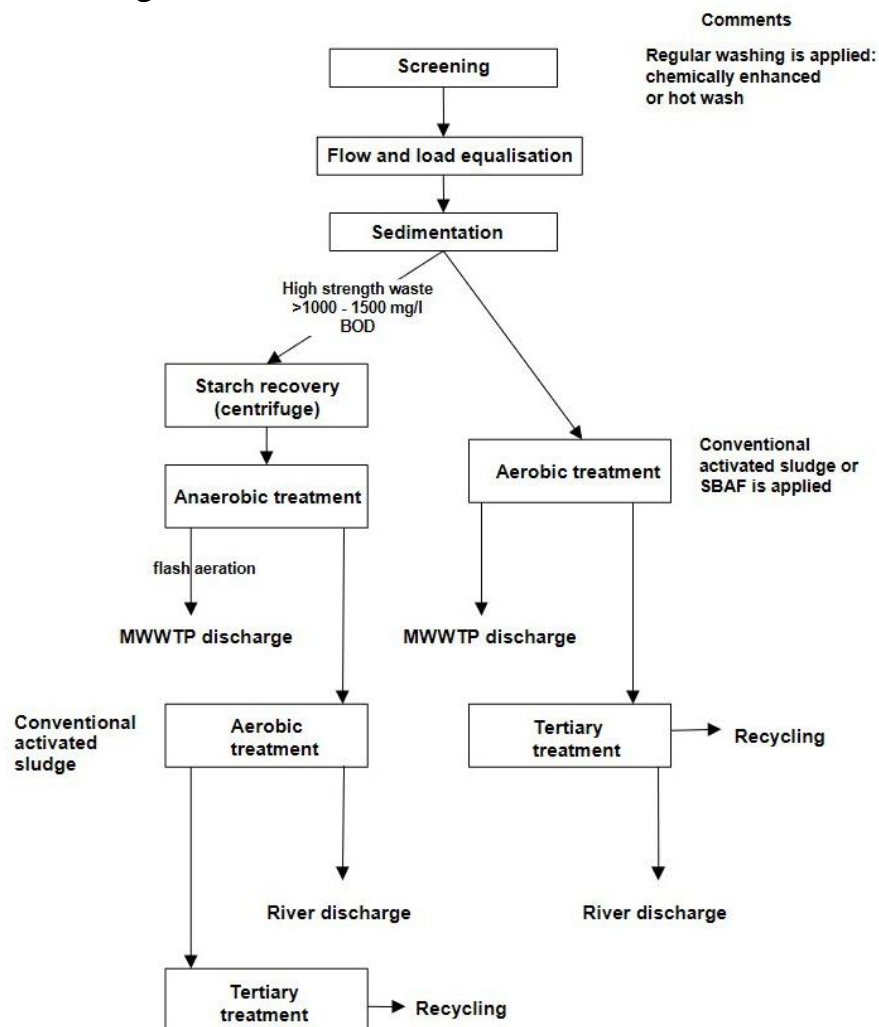 Comments
Regular washing is applied:
chemically enhanced
or hot wash
Screening
Flow and load equalisation
Sedimentation
High strength waste
>1000 - 1500 mg/l
BOD
Starch recovery
(centrifuge)
Anaerobic treatment
Aerobic treatment
Conventional
activated sludge or
SBAF is applied
flash aeration
MWWTP discharge
MWWTP discharge
Conventional
activated
sludge
Aerobic
treatment
Tertiary
treatment
Recycling
River discharge
River discharge
Tertiary
treatment
Recycling